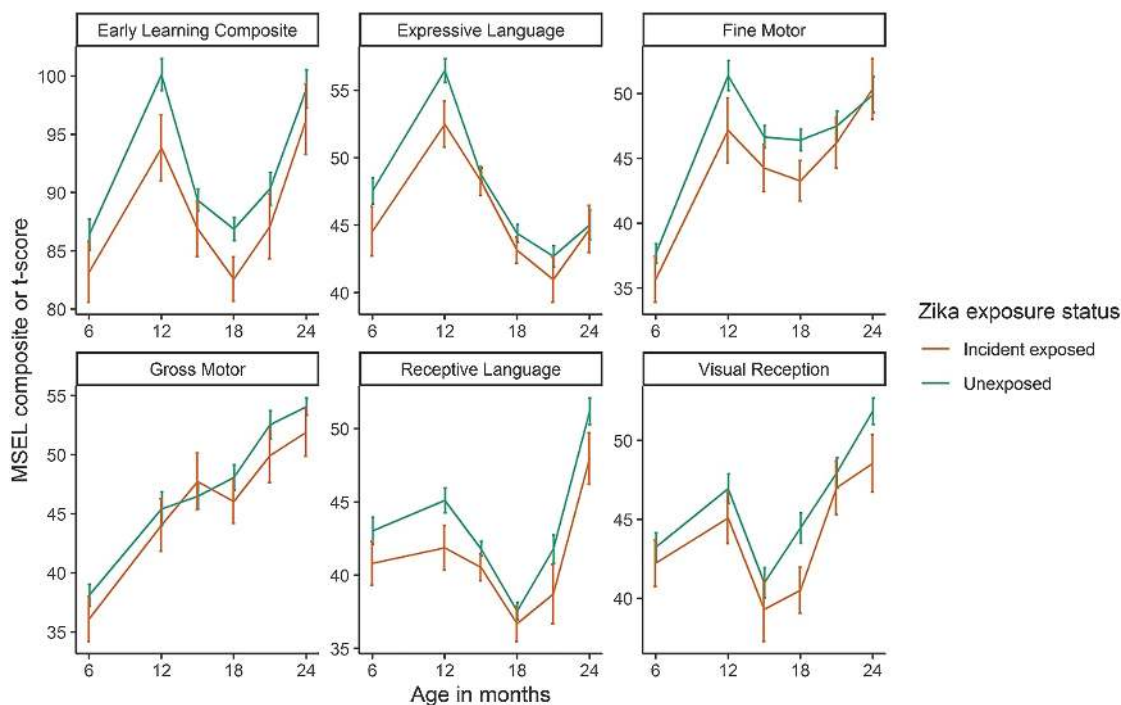 Early Learning Composite
Expressive Language
Fine Motor
100
95
90
85
80
6 12 18 24
55
50
45
40
6 12 18 24
50
45
40
35
6 12 18 24
Gross Motor
Receptive Language
Visual Reception
55
50
45
40
35
6 12 18 24
50
45
40
35
6 12 18 24
50
45
40
6 12 18 24
MSEL composite or t-score
Age in months
Zika exposure status
Incident exposed
Unexposed